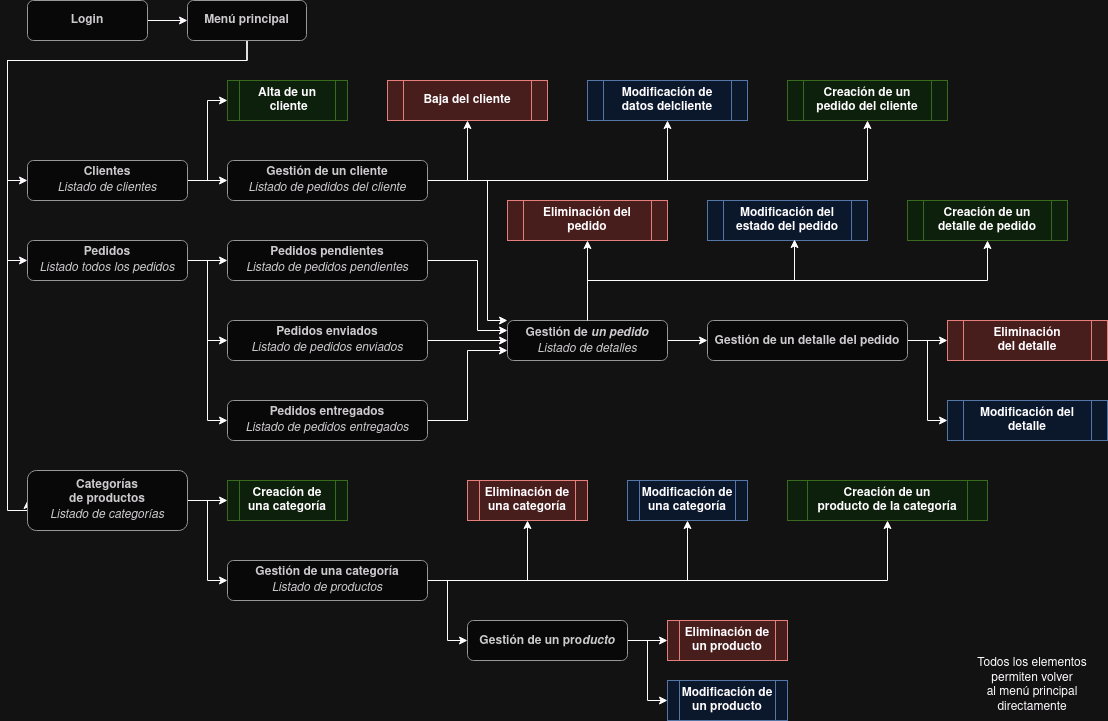 Login
Menú principal
Alta de un
cliente
Baja del cliente
Modificación de
datos delcliente
Creación de un
pedido del cliente
Clientes
Listado de clientes
Gestión de un cliente
Listado de pedidos del cliente
Eliminación del
pedido
Modificación del
estado del pedido
Creación de un
detalle de pedido
Pedidos
Listado todos los pedidos
Pedidos pendientes
Listado de pedidos pendientes
Pedidos enviados
Listado de pedidos enviados
Gestión de un pedido
Listado de detalles
Gestión de un detalle del pedido
Eliminación
del detalle
Pedidos entregados
Listado de pedidos entregados
Modificación del
detalle
Categorías
de productos
Listado de categorías
Creación de
una categoría
Eliminación de
una categoría
Modificación de
una categoría
Creación de un
producto de la categoría
Gestión de una categoría
Listado de productos
Gestión de un producto
Eliminación de
un producto
Modificación de
un producto
Todos los elementos
permiten volver
al menú principal
directamente